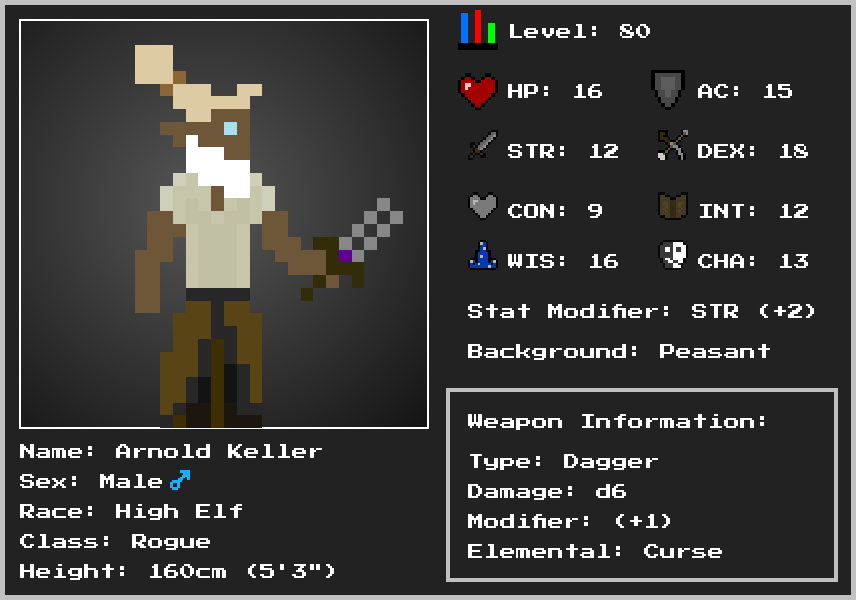 Level: 80
HP: 16 AC: 15
STR: 12 DEX: 18
CON: 9 INT: 12
WIS: 16 CHA: 13
Stat Modifier: STR (+2)
Background: Peasant
Weapon Information:
Type: Dagger
Damage: d6
Modifier: (+1)
Elemental: Curse
Name: Arnold Keller
Sex: Male♂
Race: High Elf
Class: Rogue
Height: 160cm (5'3")